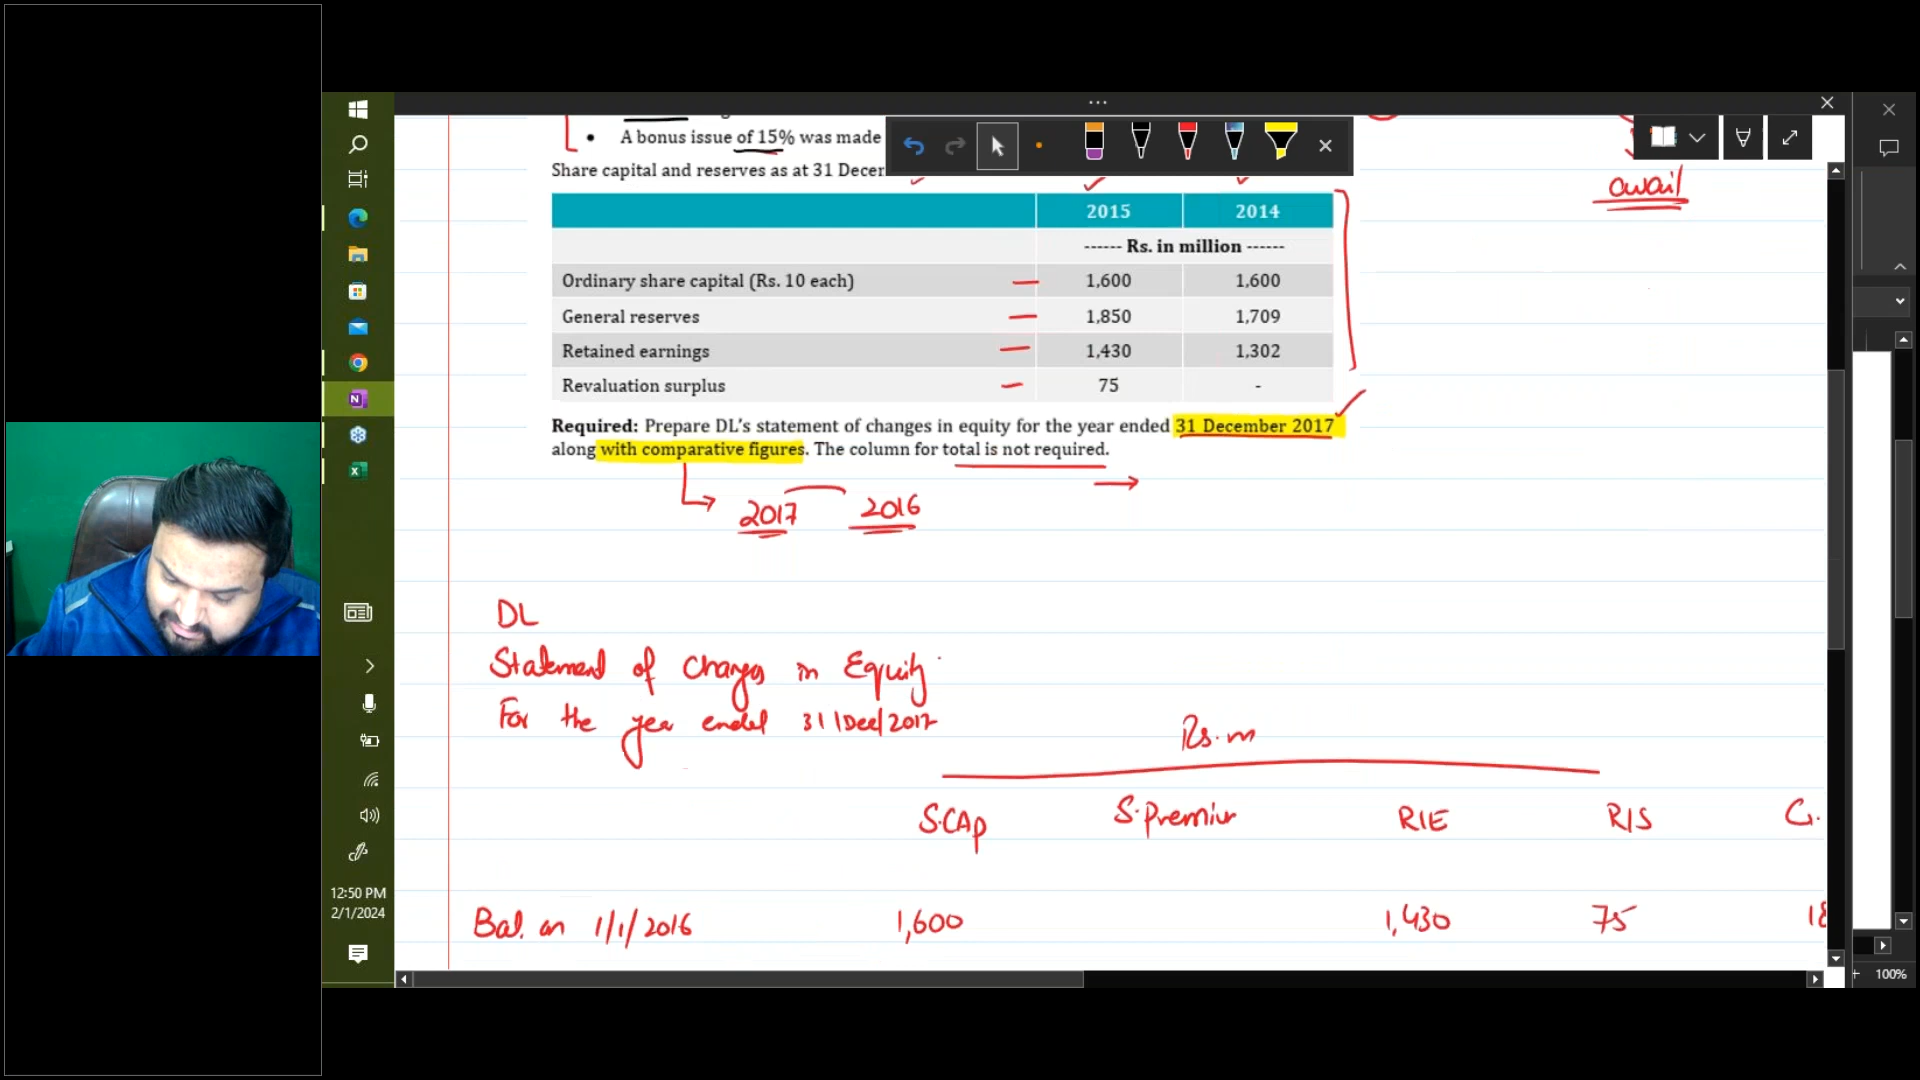 • A bonus issue of 15% was made
avail
Share capital and reserves as at 31 Decem
2015 2014
------ Rs. in million ------
Ordinary share capital (Rs. 10 each) 1,600 1,600
General reserves 1,850 1,709
Retained earnings 1,430 1,302
Revaluation surplus 75 -
Required: Prepare DL's statement of changes in equity for the year ended 31 December 2017
along with comparative figures. The column for total is not required.
2017 2016
DL
Statement of Changes in Equity
For the year ended 31/Dec/2017
Rs.m
S.CAp S.Premium R/E R/S G.
Bal. on 1/1/2016 1,600 1,430 75 18
12:50 PM
2/1/2024
100%